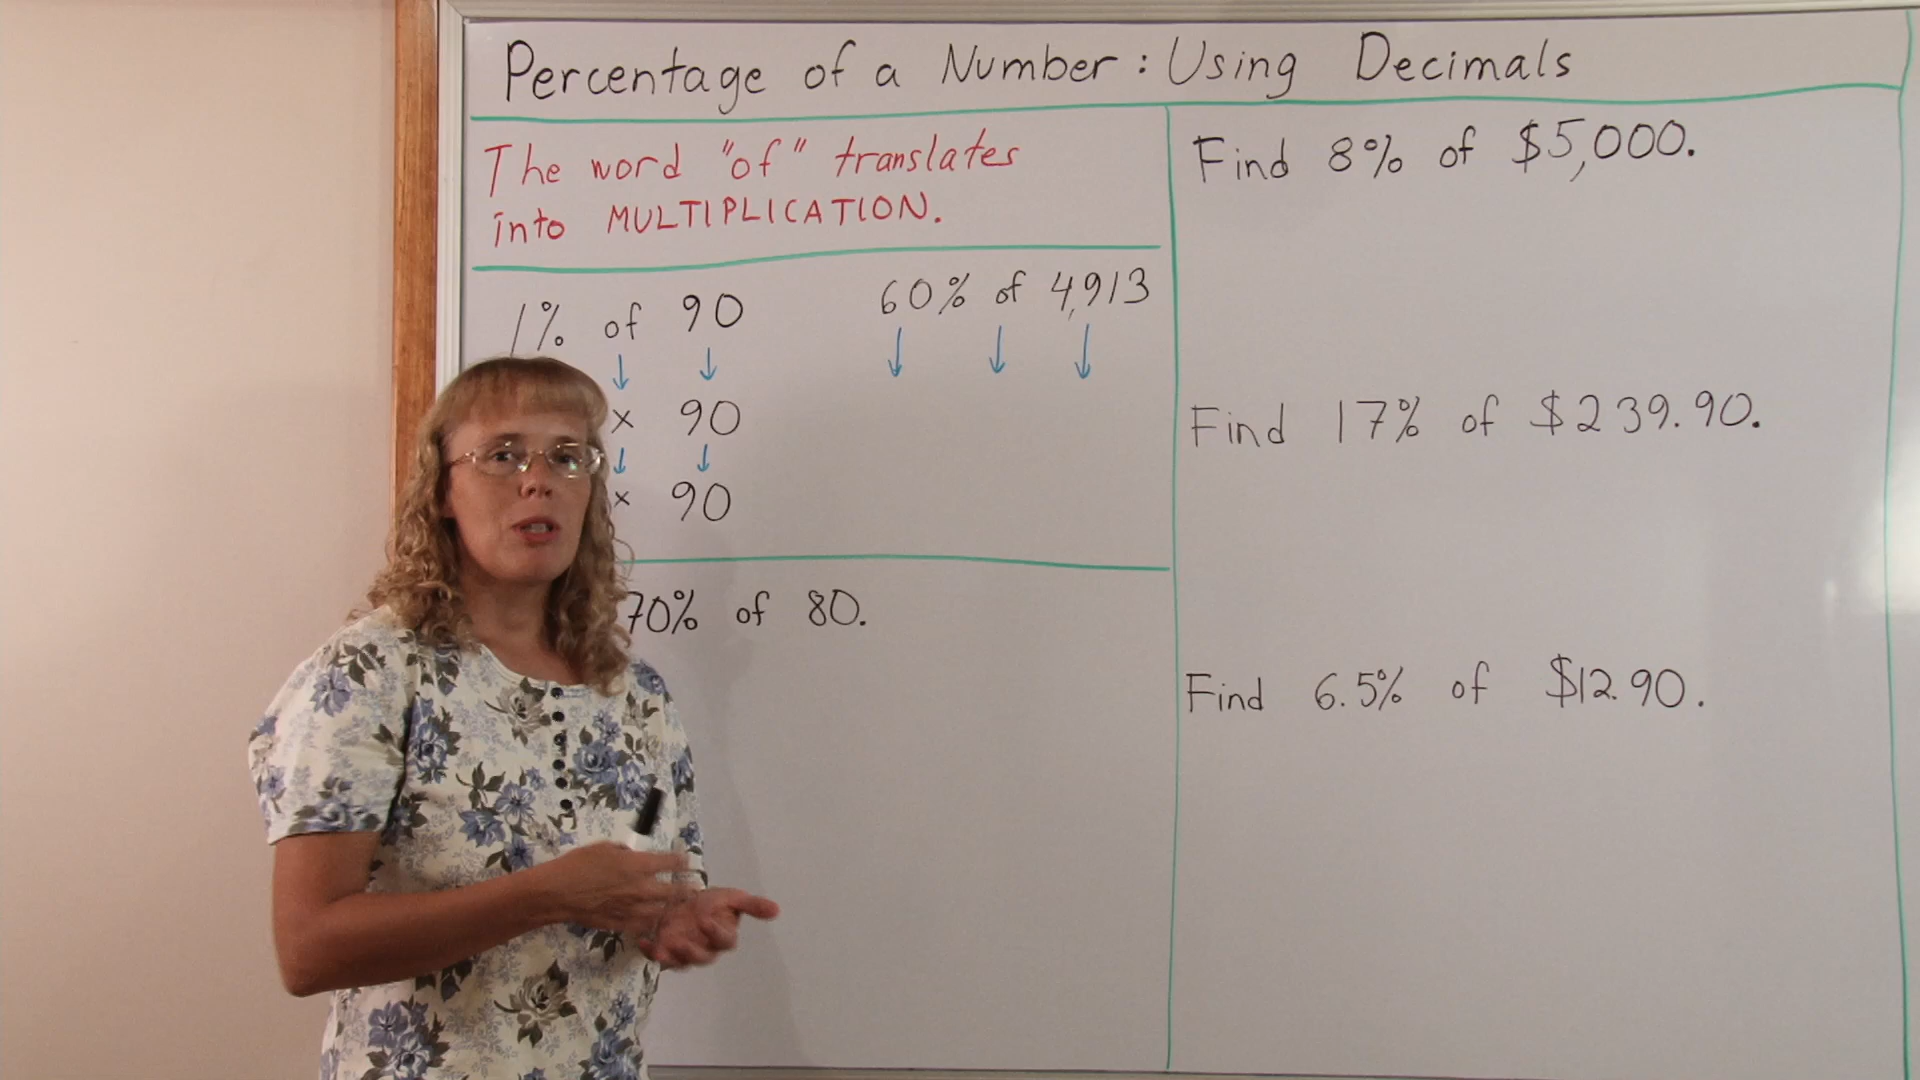 Percentage of a Number: Using Decimals
The word "of" translates
into MULTIPLICATION.
1% of 90
× 90
× 90
60% of 4,913
70% of 80.
Find 8% of $5,000.
Find 17% of $239.90.
Find 6.5% of $12.90.